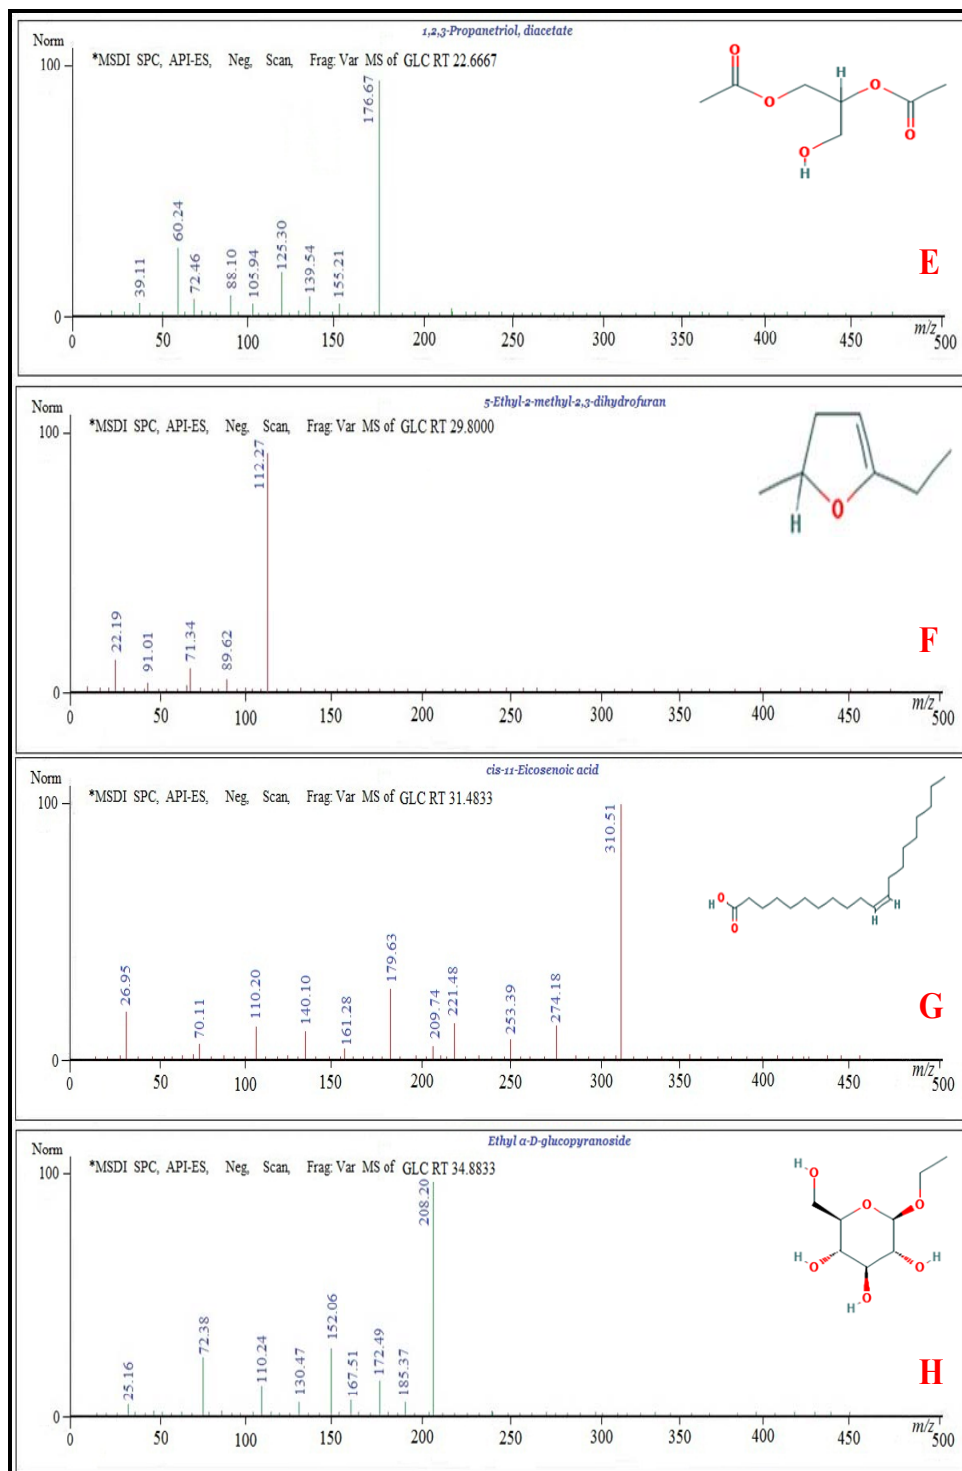 1,2,3-Propanetriol, diacetate
Norm
*MSDI SPC, API-ES, Neg, Scan, Frag: Var MS of GLC RT 22.6667
100
176.67
60.24
125.30
39.11
72.46
88.10
105.94
139.54
155.21
O
H
O
O
O
O
H
E
0
m/z
0 50 100 150 200 250 300 350 400 450 500
5-Ethyl-2-methyl-2,3-dihydrofuran
Norm
*MSDI SPC, API-ES, Neg, Scan, Frag: Var MS of GLC RT 29.8000
100
112.27
22.19
91.01
71.34
89.62
O
H
F
0
m/z
0 50 100 150 200 250 300 350 400 450 500
cis-11-Eicosenoic acid
Norm
*MSDI SPC, API-ES, Neg, Scan, Frag: Var MS of GLC RT 31.4833
100
310.51
26.95
70.11
110.20
140.10
161.28
179.63
209.74
221.48
253.39
274.18
H O
O
H
H
G
0
m/z
0 50 100 150 200 250 300 350 400 450 500
Ethyl α-D-glucopyranoside
Norm
*MSDI SPC, API-ES, Neg, Scan, Frag: Var MS of GLC RT 34.8833
100
208.20
25.16
72.38
110.24
130.47
152.06
167.51
172.49
185.37
H O
O
O
H O
O H
O
H
H
0
m/z
0 50 100 150 200 250 300 350 400 450 500